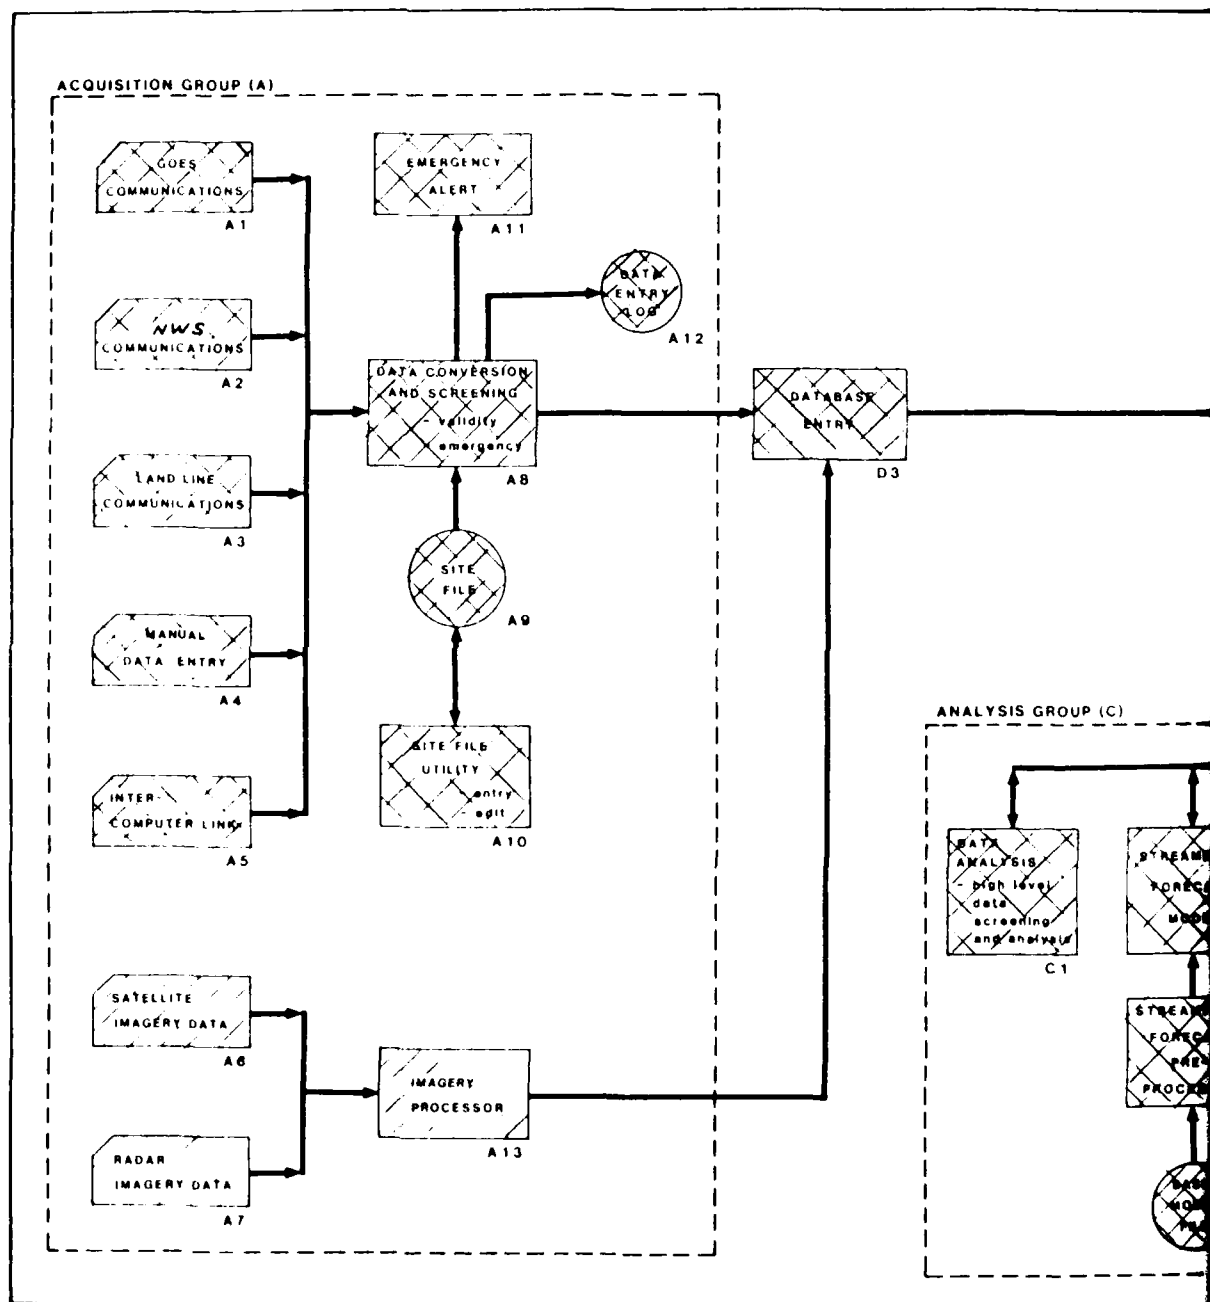 ACQUISITION GROUP (A)
GOES
COMMUNICATIONS
A1
EMERGENCY
ALERT
A11
DATA
ENTRY
LOG
A12
NWS
COMMUNICATIONS
A2
DATA CONVERSION
AND SCREENING
- validity
emergency
A8
DATABASE
ENTRY
D3
LAND LINE
COMMUNICATIONS
A3
SITE
FILE
A9
MANUAL
DATA ENTRY
A4
SITE FILE
UTILITY
entry
- edit
A10
INTER-
COMPUTER LINK
A5
SATELLITE
IMAGERY DATA
A6
IMAGERY
PROCESSOR
A13
RADAR
IMAGERY DATA
A7
ANALYSIS GROUP (C)
DATA
ANALYSIS
- high level
data
screening
and analysis
C1